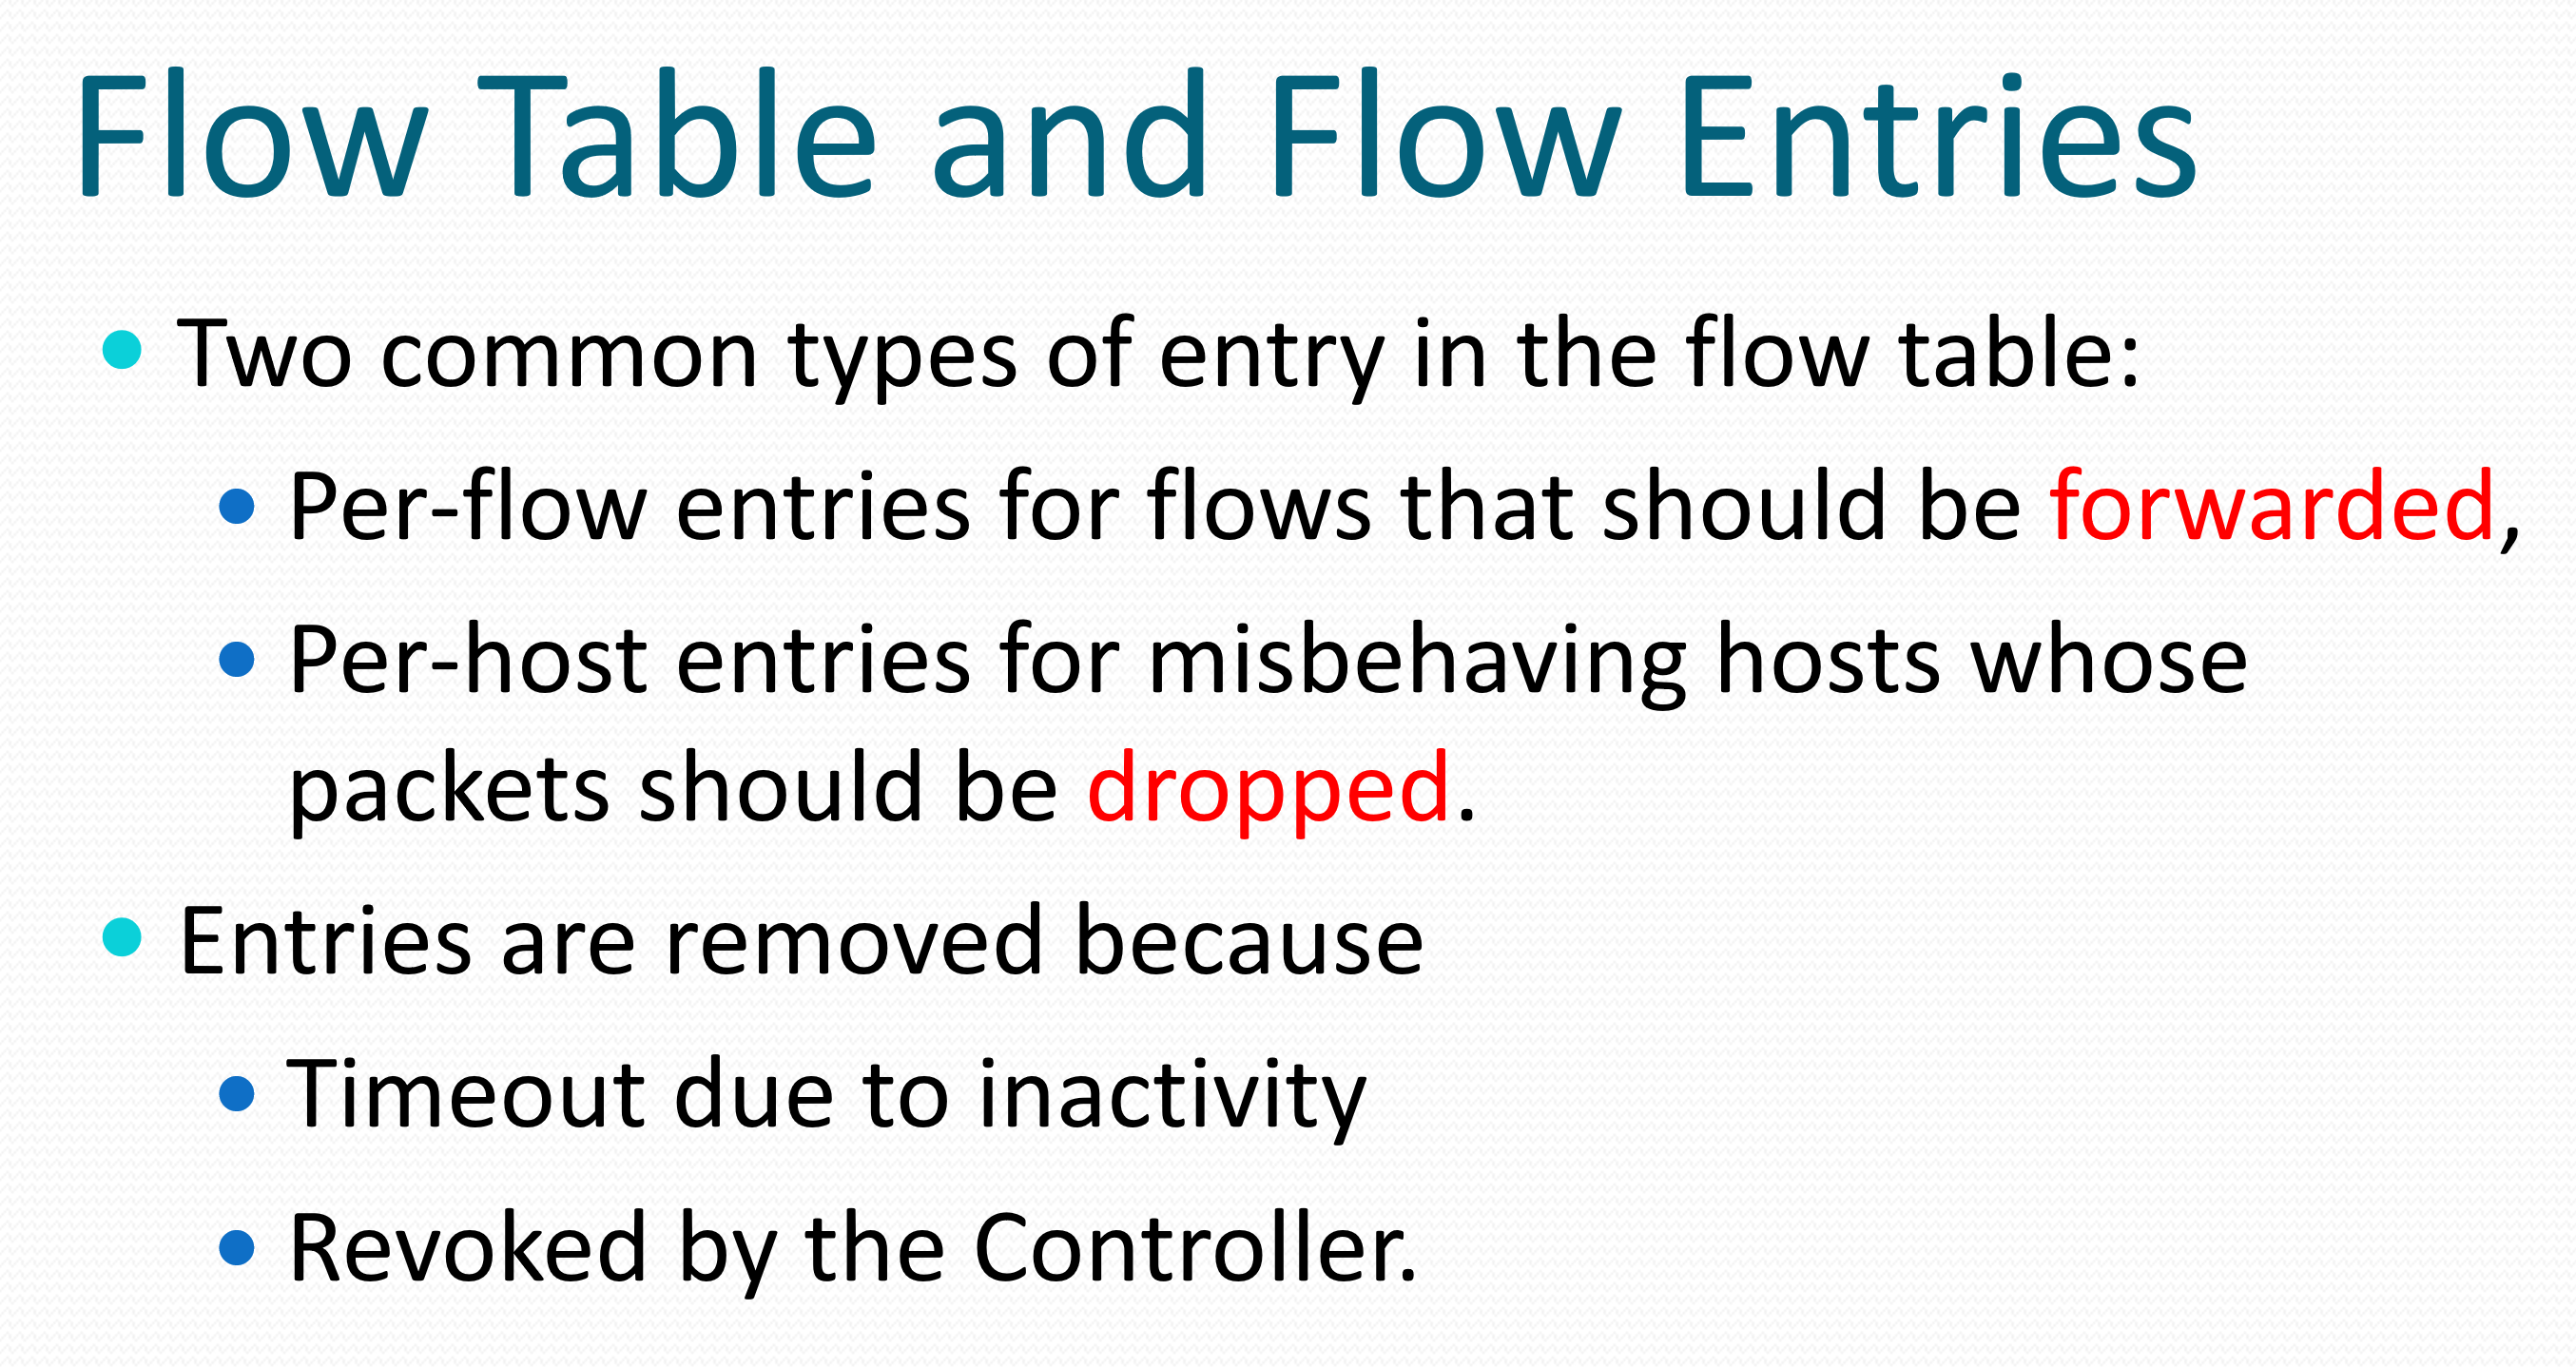 Flow Table and Flow Entries
Two common types of entry in the flow table:
Per-flow entries for flows that should be forwarded,
Per-host entries for misbehaving hosts whose
packets should be dropped.
Entries are removed because
Timeout due to inactivity
Revoked by the Controller.